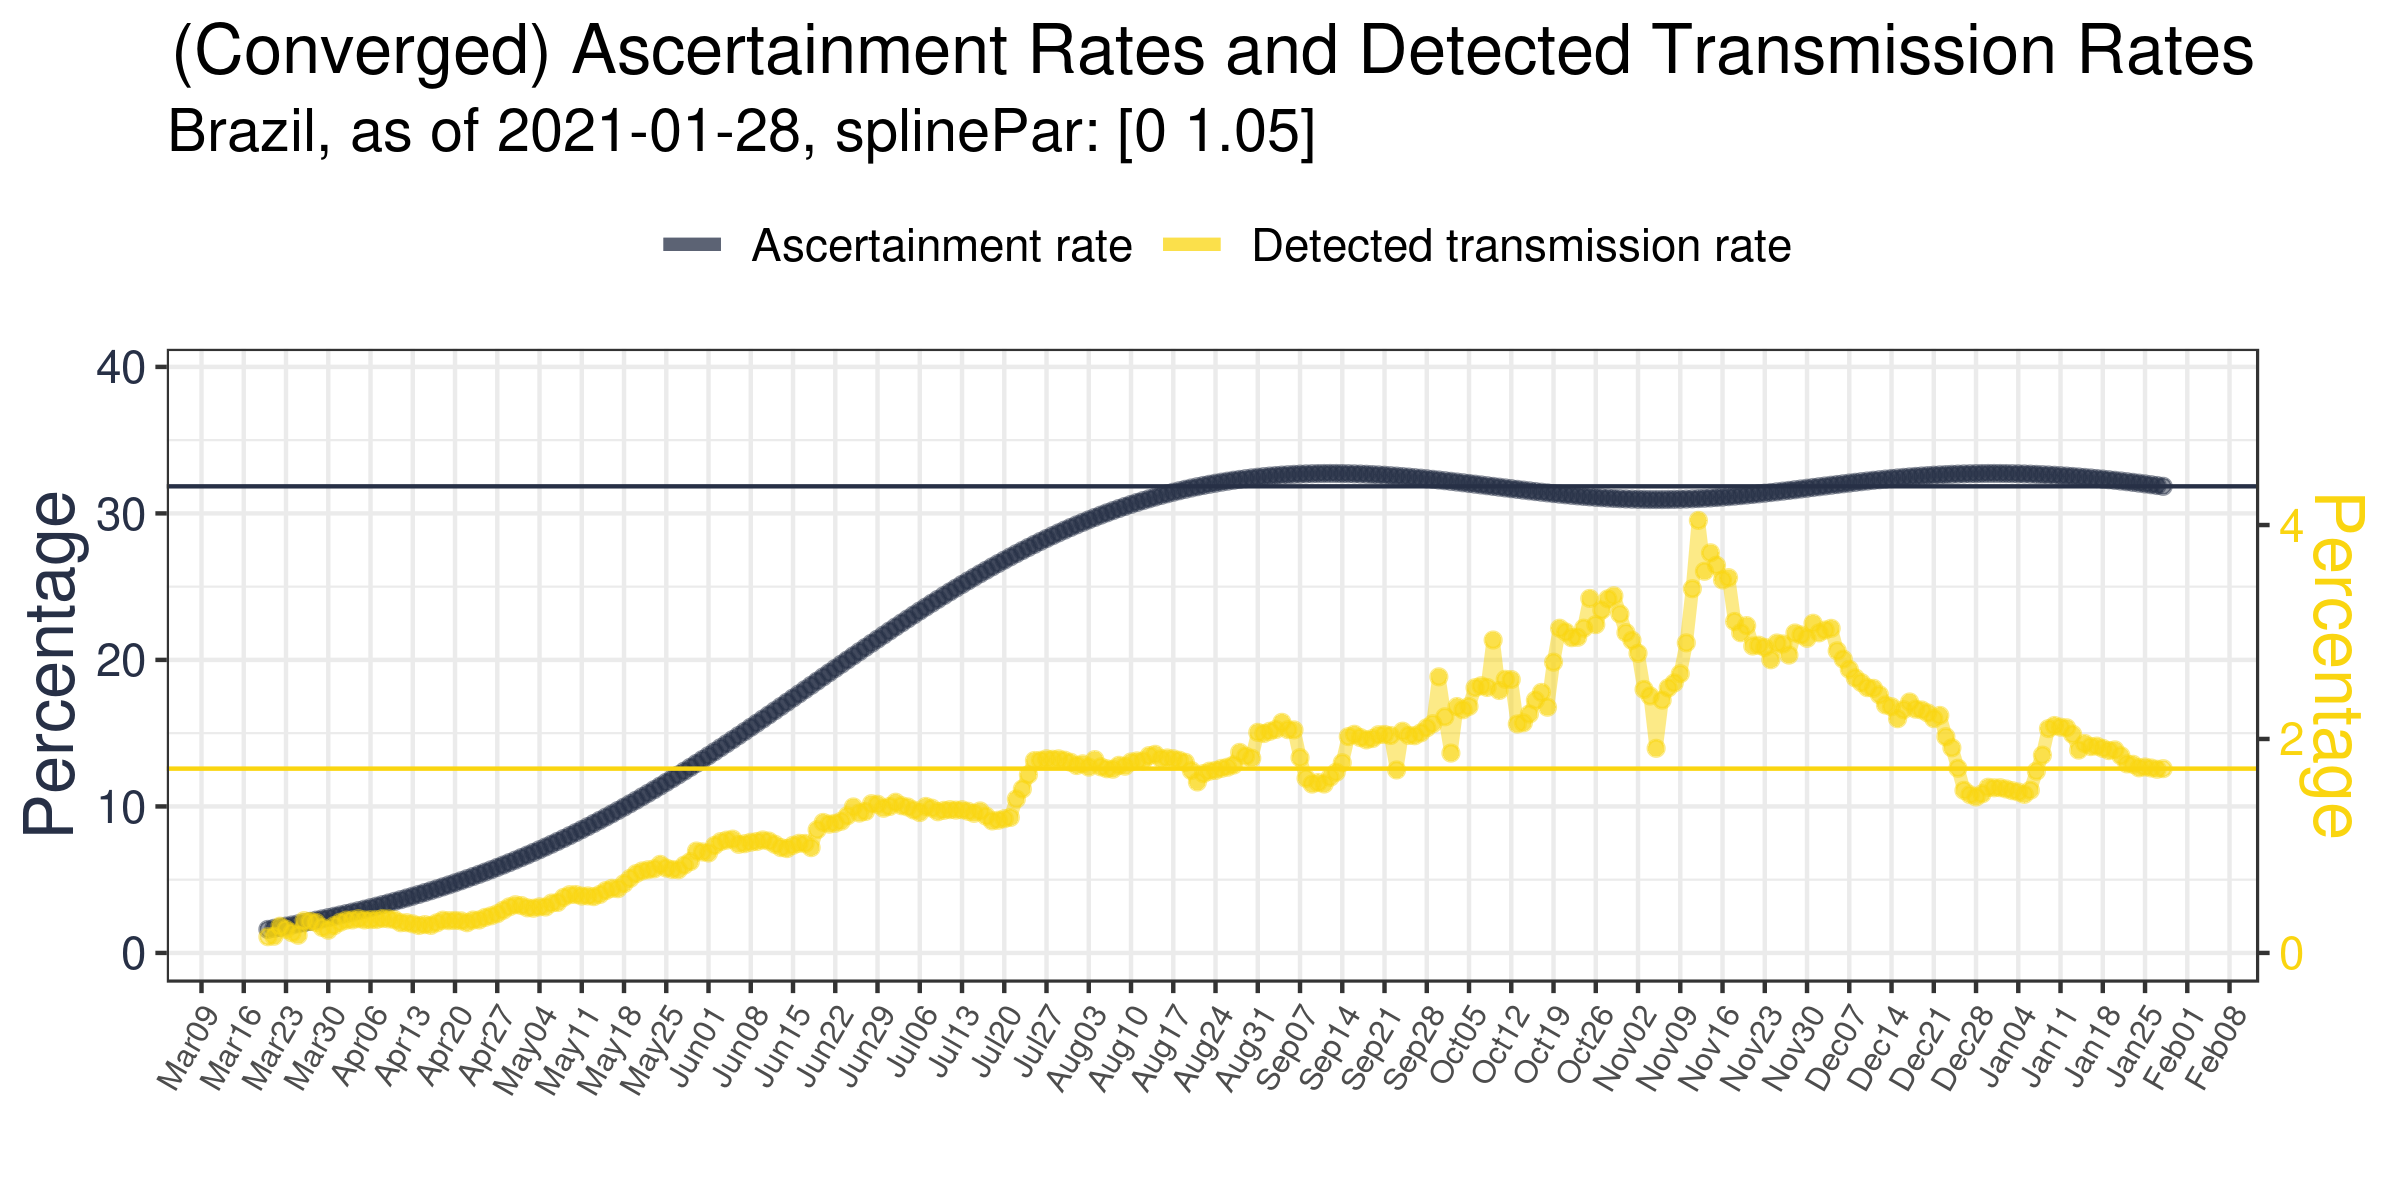 (Converged) Ascertainment Rates and Detected Transmission Rates
Brazil, as of 2021-01-28, splinePar: [0 1.05]
Ascertainment rate Detected transmission rate
Percentage
40
30
20
10
0
4
2
0
Percentage
Mar09 Mar16 Mar23 Mar30 Apr06 Apr13 Apr20 Apr27 May04 May11 May18 May25 Jun01 Jun08 Jun15 Jun22 Jun29 Jul06 Jul13 Jul20 Jul27 Aug03 Aug10 Aug17 Aug24 Aug31 Sep07 Sep14 Sep21 Sep28 Oct05 Oct12 Oct19 Oct26 Nov02 Nov09 Nov16 Nov23 Nov30 Dec07 Dec14 Dec21 Dec28 Jan04 Jan11 Jan18 Jan25 Feb01 Feb08